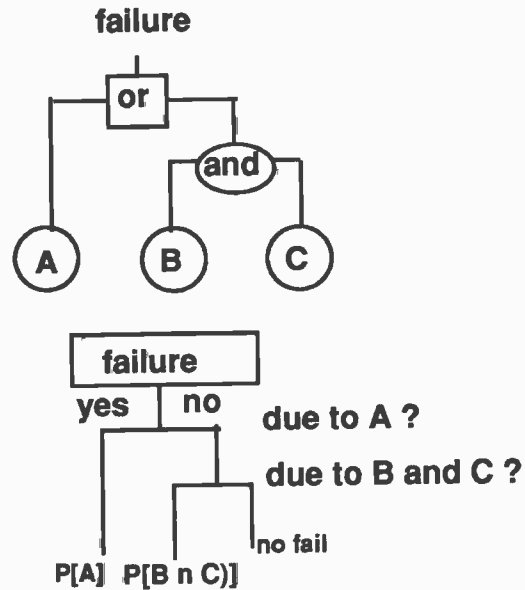 failure
or
and
A B C
failure
yes no
due to A ?
due to B and C ?
no fail
P[A] P[B n C)]